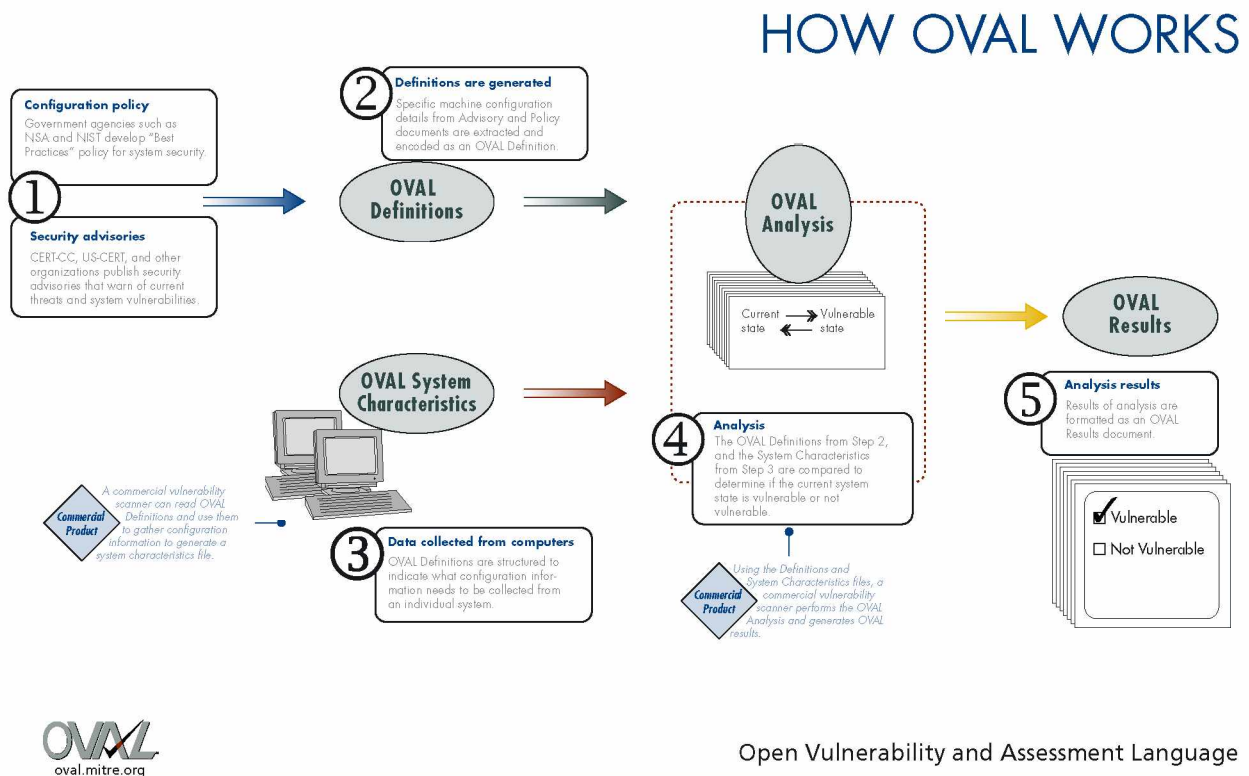 HOW OVAL WORKS
Configuration policy
Government agencies such as
NSA and NIST develop “Best
Practices” policy for system security.
1
Security advisories
CERT-CC, US-CERT, and other
organizations publish security
advisories that warn of current
threats and system vulnerabilities.
2
Definitions are generated
Specific machine configuration
details from Advisory and Policy
documents are extracted and
encoded as an OVAL Definition.
OVAL
Definitions
OVAL System
Characteristics
Commercial
Product
A commercial vulnerability
scanner can read OVAL
Definitions and use them
to gather configuration
information to generate a
system characteristics file.
3
Data collected from computers
OVAL Definitions are structured to
indicate what configuration infor-
mation needs to be collected from
an individual system.
OVAL
Analysis
Current Vulnerable
state state
4
Analysis
The OVAL Definitions from Step 2,
and the System Characteristics
from Step 3 are compared to
determine if the current system
state is vulnerable or not
vulnerable.
Commercial
Product
Using the Definitions and
System Characteristics files, a
commercial vulnerability
scanner performs the OVAL
Analysis and generates OVAL
results.
OVAL
Results
5
Analysis results
Results of analysis are
formatted as an OVAL
Results document.
Vulnerable
Not Vulnerable
OVAL
oval.mitre.org
Open Vulnerability and Assessment Language